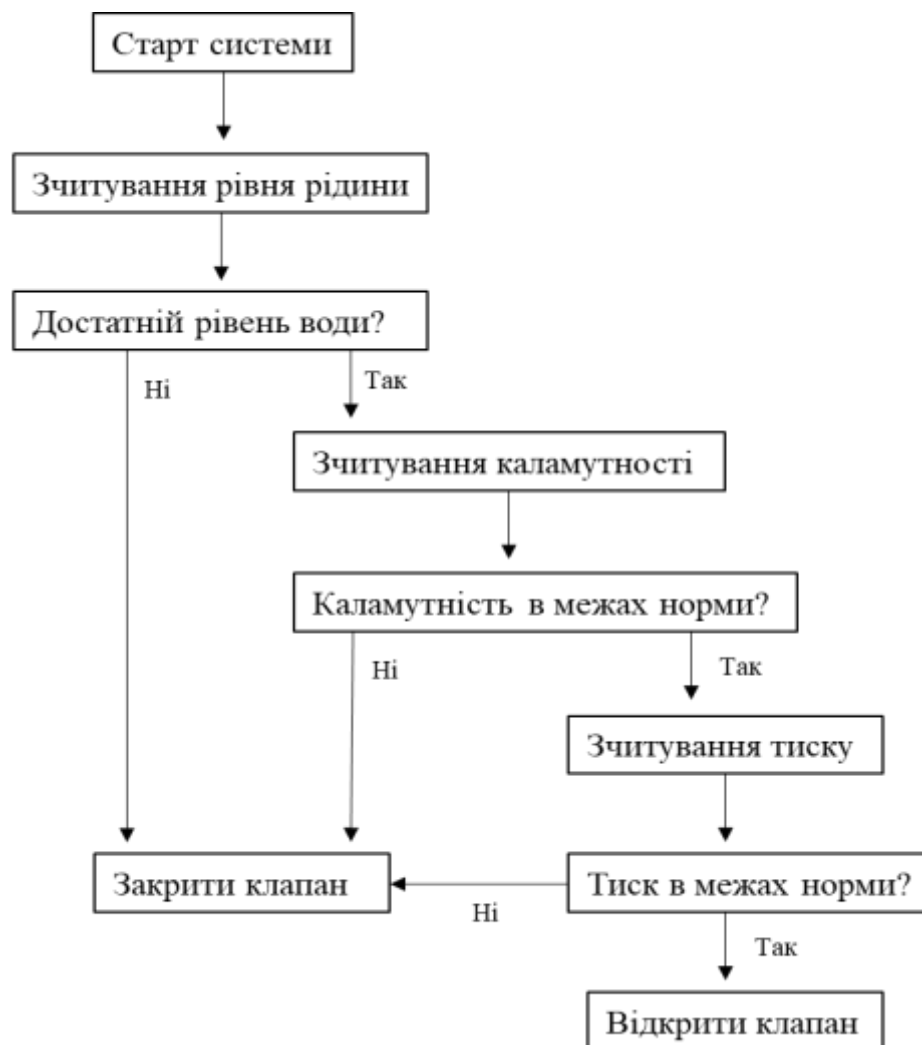 Старт системи
Зчитування рівня рідини
Достатній рівень води?
Ні
Так
Зчитування каламутності
Каламутність в межах норми?
Ні
Так
Зчитування тиску
Закрити клапан
Тиск в межах норми?
Ні
Так
Відкрити клапан